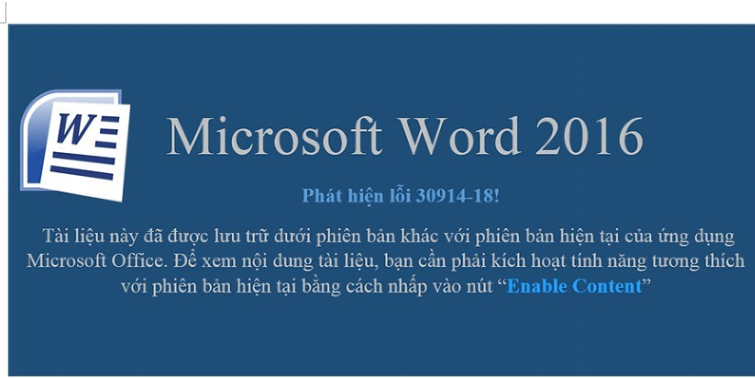 W
Microsoft Word 2016
Phát hiện lỗi 30914-18!
Tài liệu này đã được lưu trữ dưới phiên bản khác với phiên bản hiện tại của ứng dụng
Microsoft Office. Để xem nội dung tài liệu, bạn cần phải kích hoạt tính năng tương thích
với phiên bản hiện tại bằng cách nhấp vào nút “Enable Content”